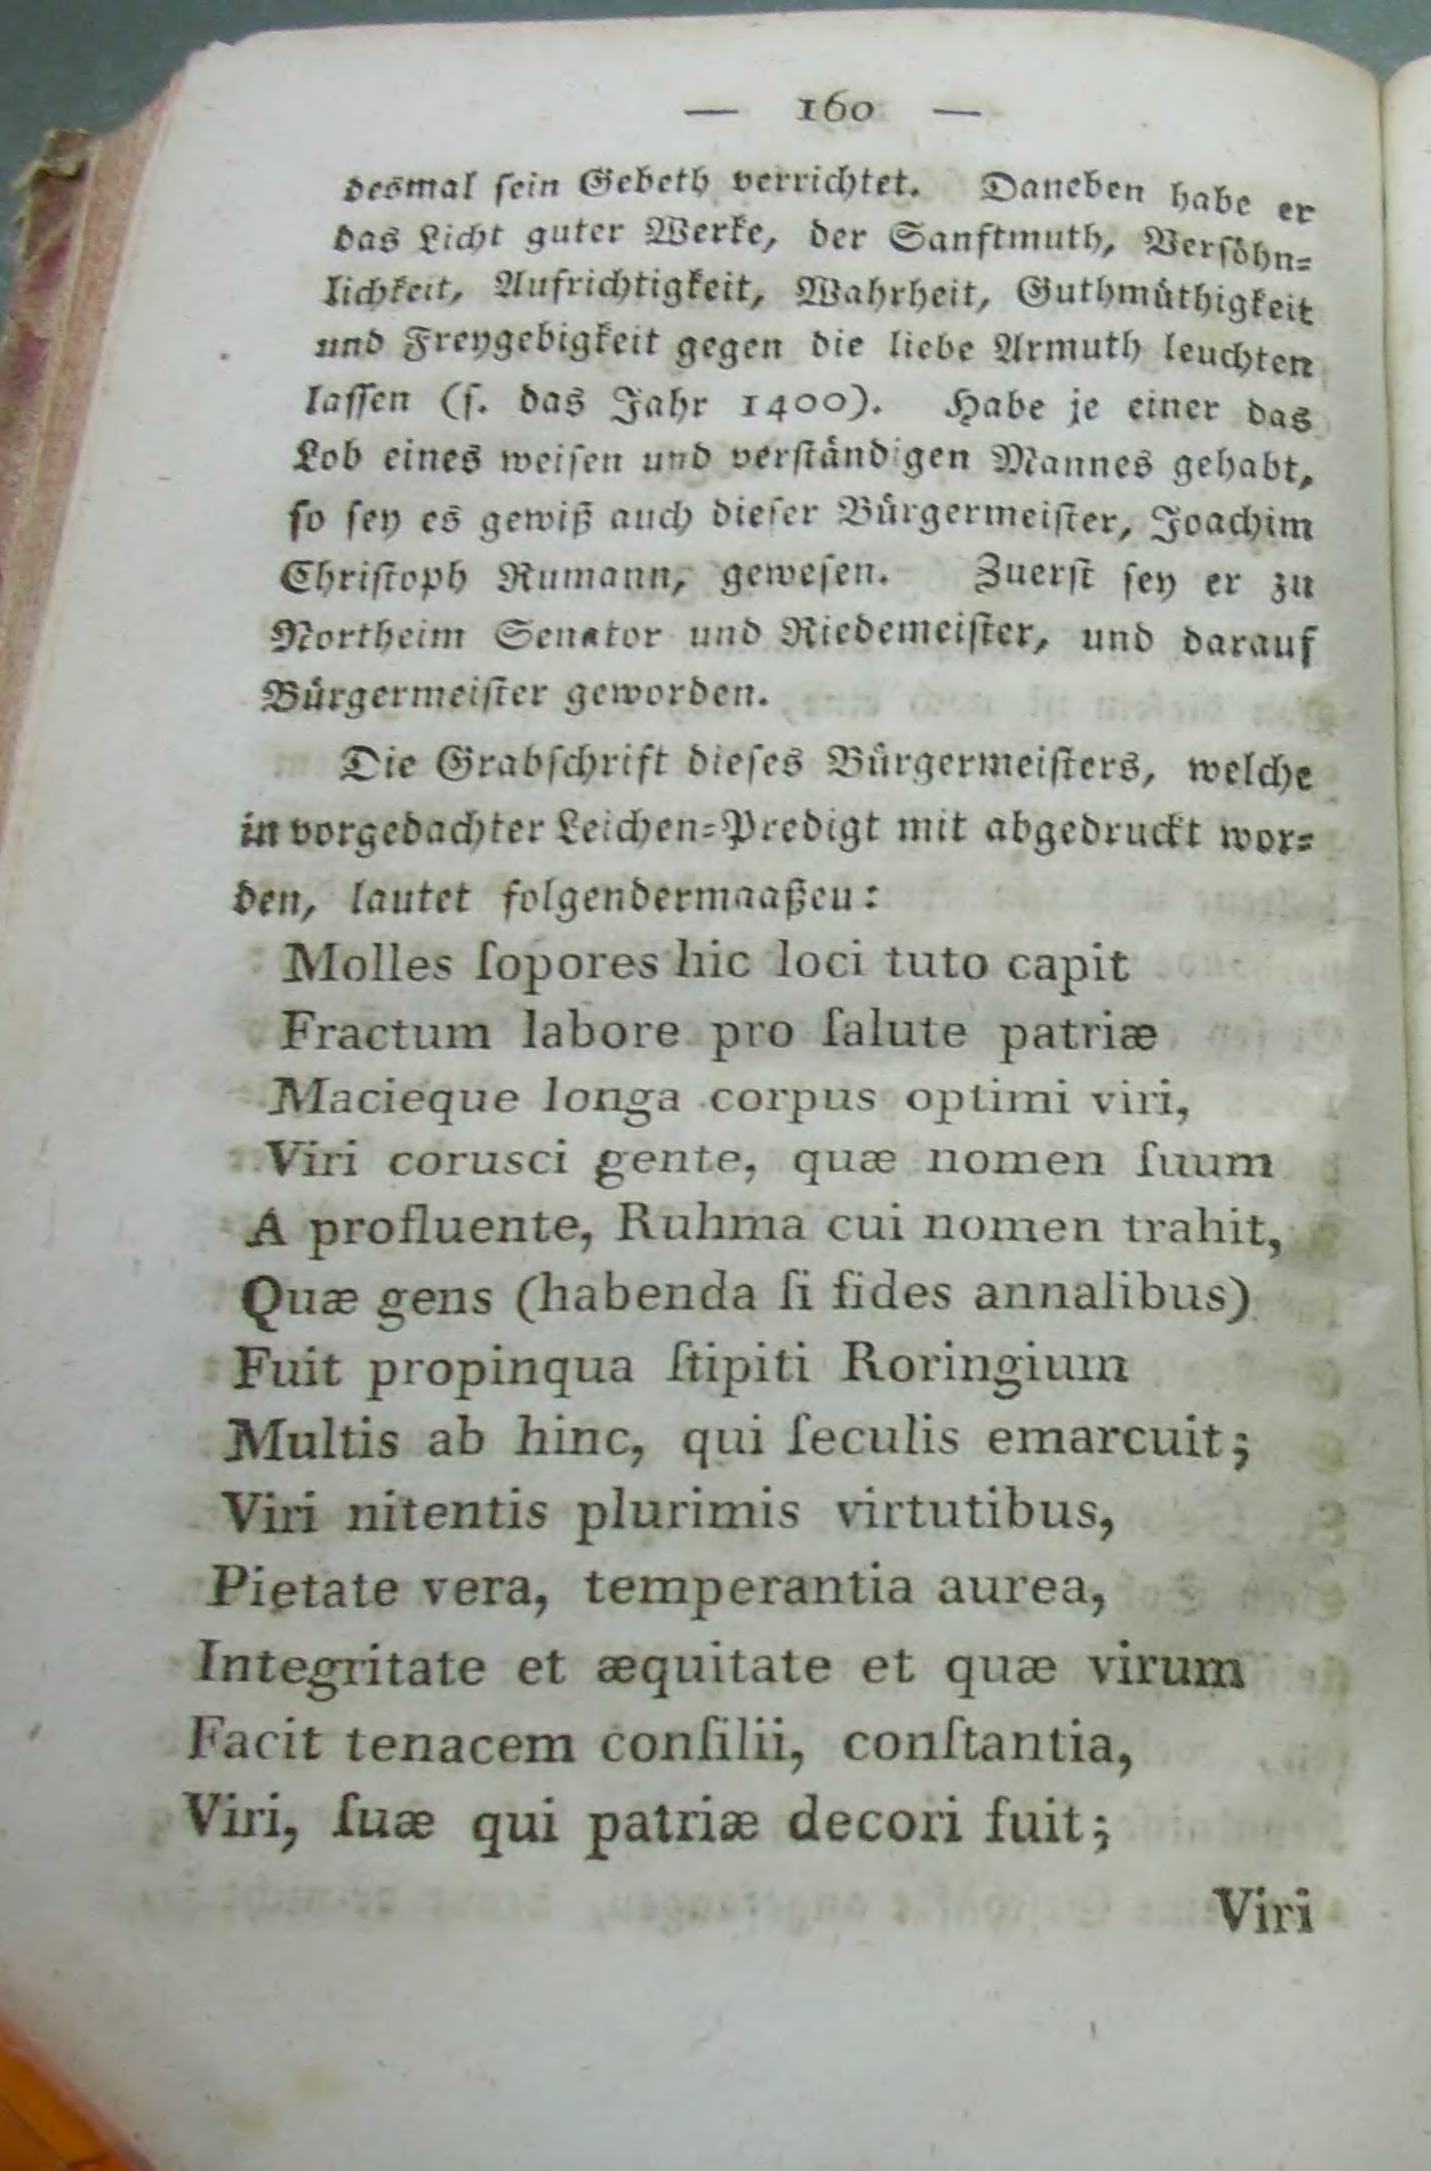 — 160 —
desmal ſein Gebeth verrichtet. Daneben habe er
das Licht guter Werke, der Sanftmuth, Verſöhn-
lichkeit, Aufrichtigkeit, Wahrheit, Guthmüthigkeit
und Freygebigkeit gegen die liebe Armuth leuchten
laſſen (ſ. das Jahr 1400). Habe je einer das
Lob eines weiſen und verſtändigen Mannes gehabt,
ſo ſey es gewiß auch dieſer Bürgermeiſter, Joachim
Chriſtoph Rumann, geweſen. Zuerſt ſey er zu
Northeim Senator und Riedemeiſter, und darauf
Bürgermeiſter geworden.
Die Grabſchrift dieſes Bürgermeiſters, welche
in vorgedachter Leichen-Predigt mit abgedruckt wor-
den, lautet folgendermaaßeu:
Molles ſopores hic loci tuto capit
Fractum labore pro ſalute patriæ
Macieque longa corpus optimi viri,
Viri corusci gente, quæ nomen ſuum
A profluente, Ruhma cui nomen trahit,
Quæ gens (habenda ſi fides annalibus)
Fuit propinqua ſtipiti Roringium
Multis ab hinc, qui ſeculis emarcuit;
Viri nitentis plurimis virtutibus,
Pietate vera, temperantia aurea,
Integritate et æquitate et quæ virum
Facit tenacem conſilii, conſtantia,
Viri, ſuæ qui patriæ decori fuit;
Viri